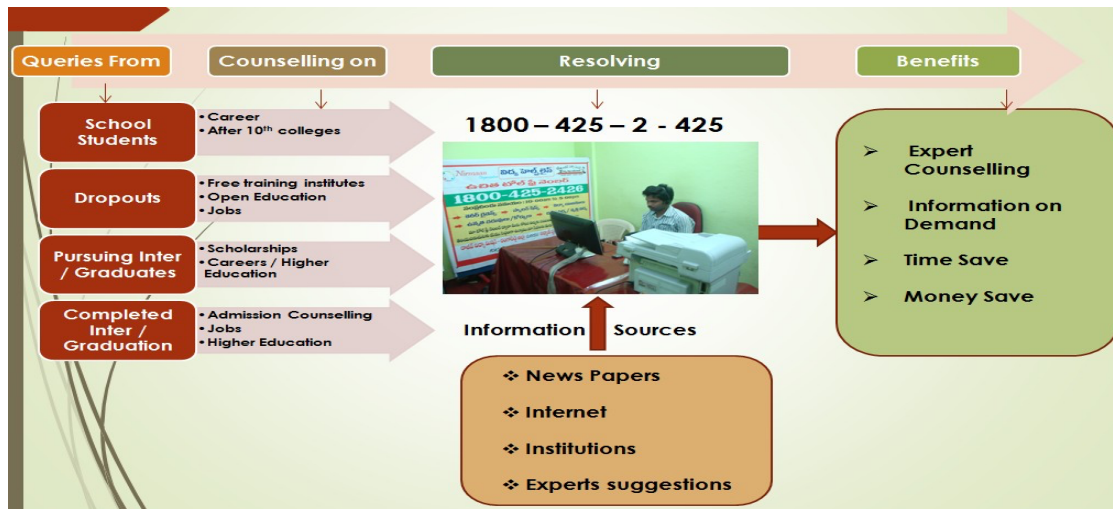 Queries From
Counselling on
Resolving
Benefits
School
Students
• Career
• After 10th colleges
Dropouts
• Free training institutes
• Open Education
• Jobs
Pursuing Inter
/ Graduates
• Scholarships
• Careers / Higher
Education
Completed
Inter /
Graduation
• Admission Counselling
• Jobs
• Higher Education
1800 – 425 – 2 - 425
విద్య హెల్ప్ లైన్
ఉచిత టోల్ ఫ్రీ నెంబర్
1800-425-2426
Information Sources
❖ News Papers
❖ Internet
❖ Institutions
❖ Experts suggestions
➢ Expert
Counselling
➢ Information on
Demand
➢ Time Save
➢ Money Save